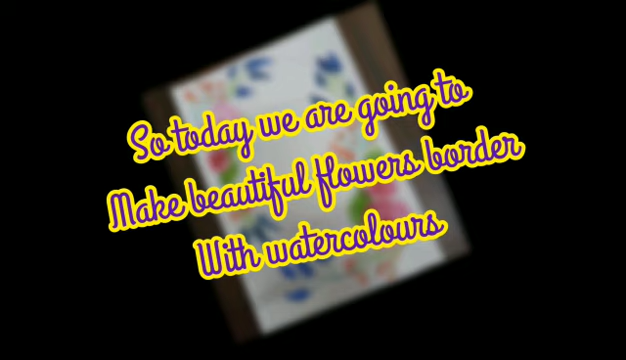 So today we are going to
Make beautiful flowers border
With watercolours